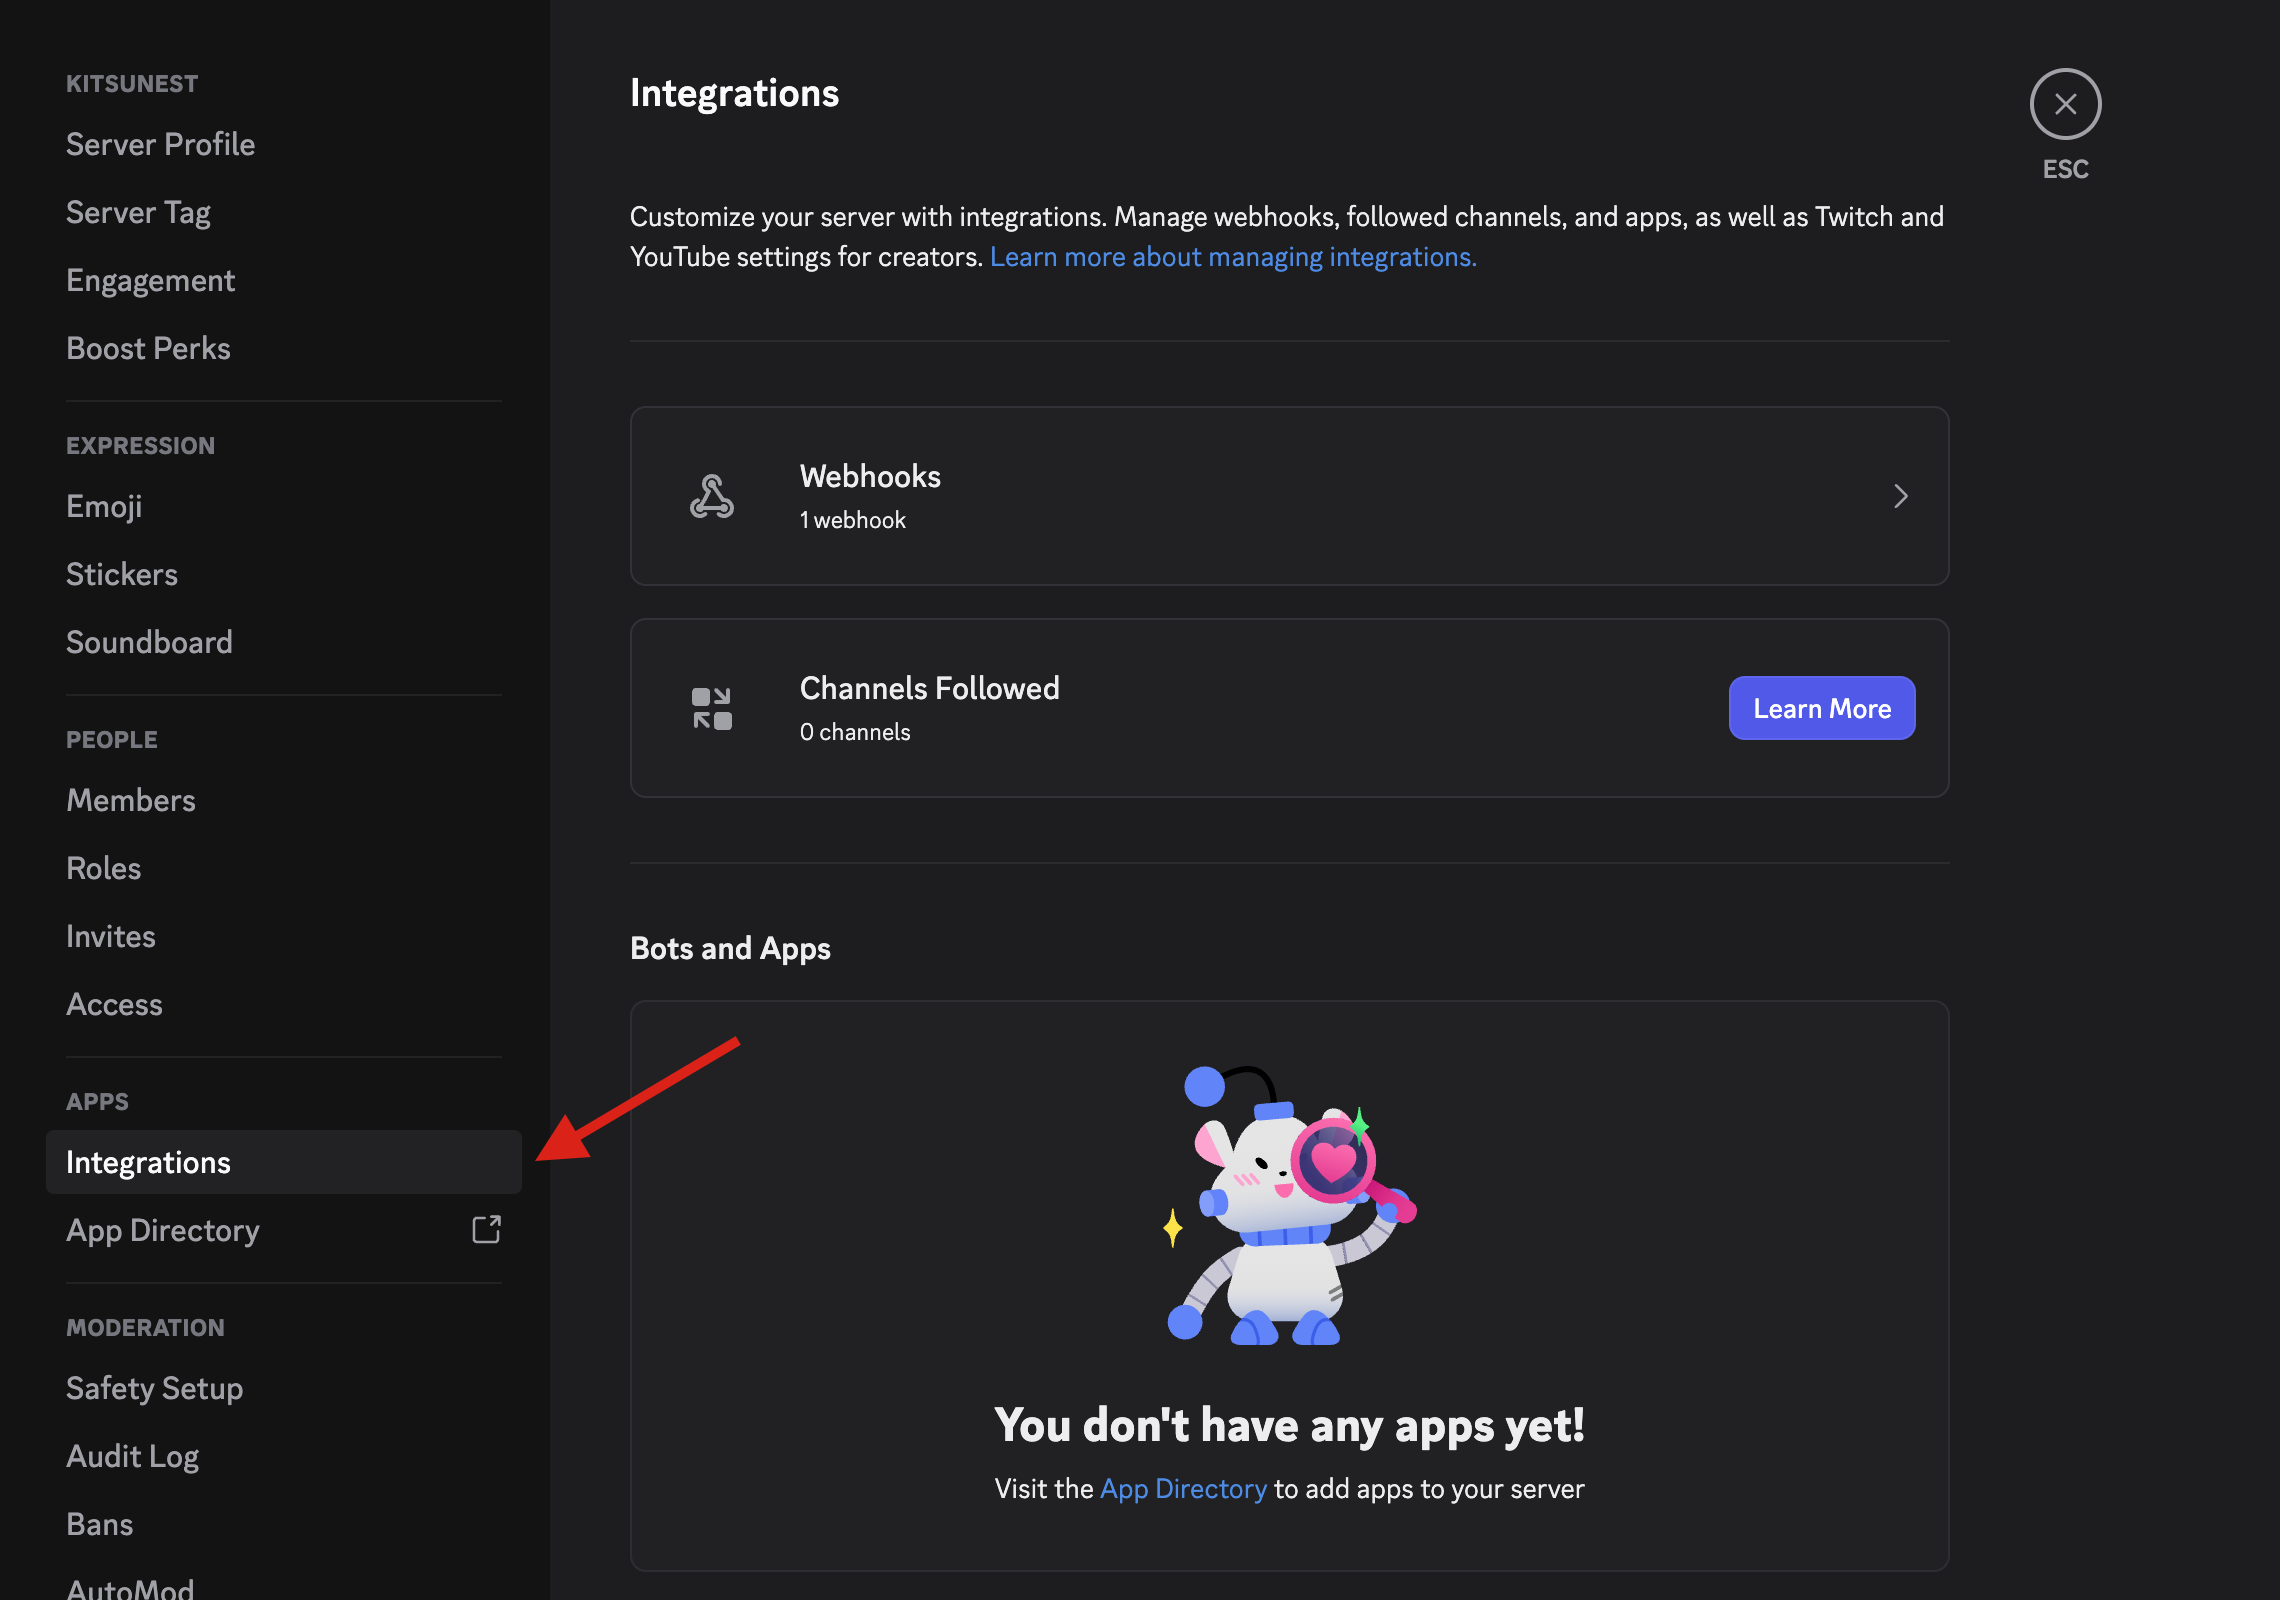 KITSUNEST
Server Profile
Server Tag
Engagement
Boost Perks
EXPRESSION
Emoji
Stickers
Soundboard
PEOPLE
Members
Roles
Invites
Access
APPS
Integrations
App Directory
MODERATION
Safety Setup
Audit Log
Bans
AutoMod
Integrations
ESC
Customize your server with integrations. Manage webhooks, followed channels, and apps, as well as Twitch and
YouTube settings for creators. Learn more about managing integrations.
Webhooks
1 webhook
Channels Followed
0 channels
Learn More
Bots and Apps
You don't have any apps yet!
Visit the App Directory to add apps to your server